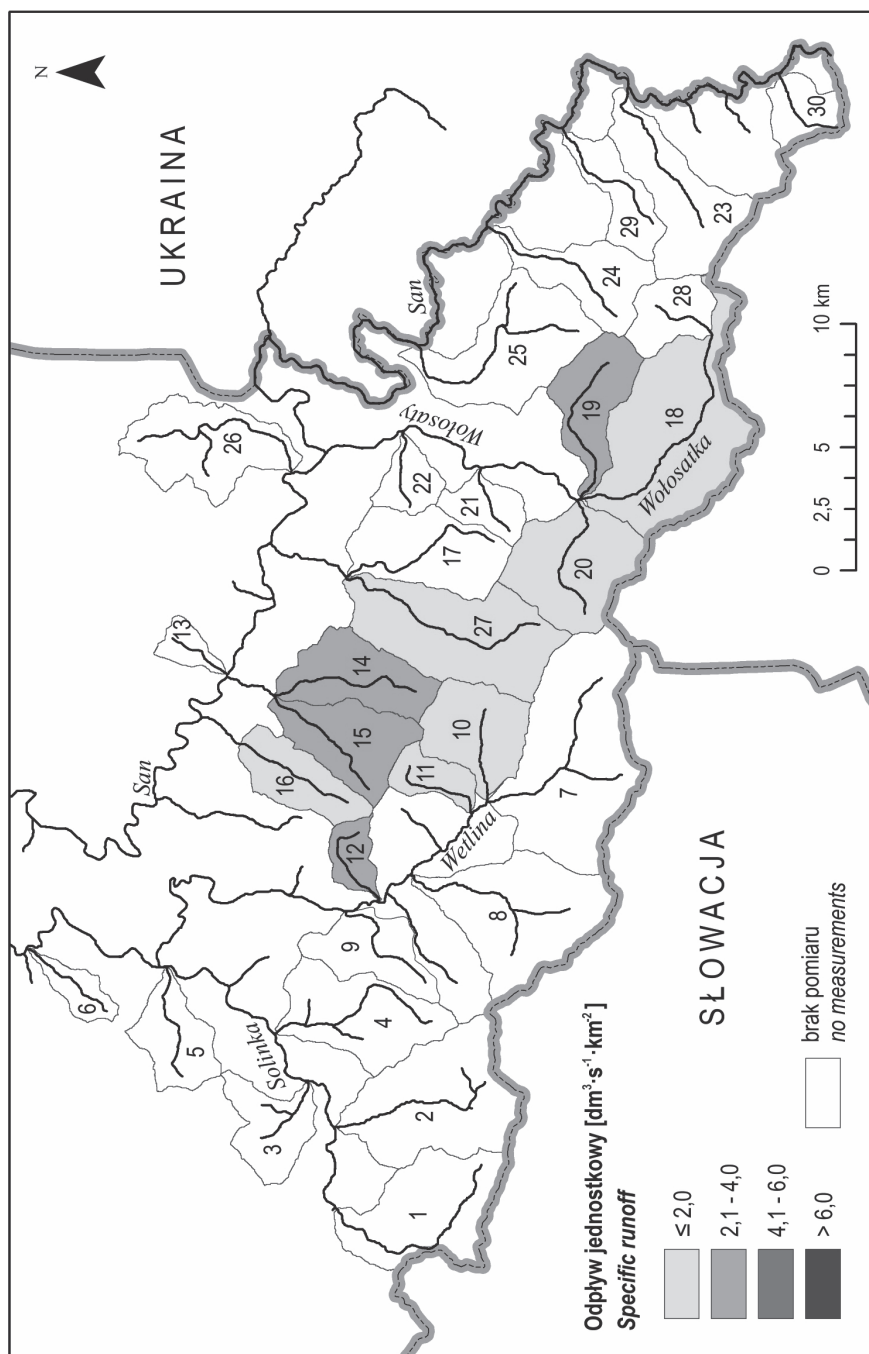 N
UKRAINA
San
San
Wołosaty
Wołosatka
Wetlina
Solinka
SŁOWACJA
1
2
3
4
5
6
7
8
9
10
11
12
13
14
15
16
17
18
19
20
21
22
23
24
25
26
27
28
29
30
0 2,5 5 10 km
Odpływ jednostkowy [dm³·s⁻¹·km⁻²]
Specific runoff
≤ 2,0
2,1 - 4,0
4,1 - 6,0
> 6,0
brak pomiaru
no measurements